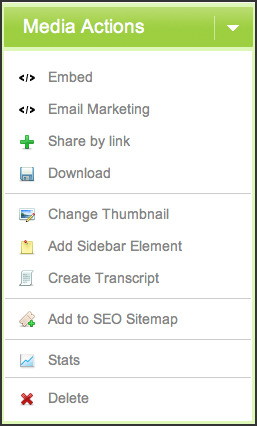 Media Actions
Embed
Email Marketing
Share by link
Download
Change Thumbnail
Add Sidebar Element
Create Transcript
Add to SEO Sitemap
Stats
Delete